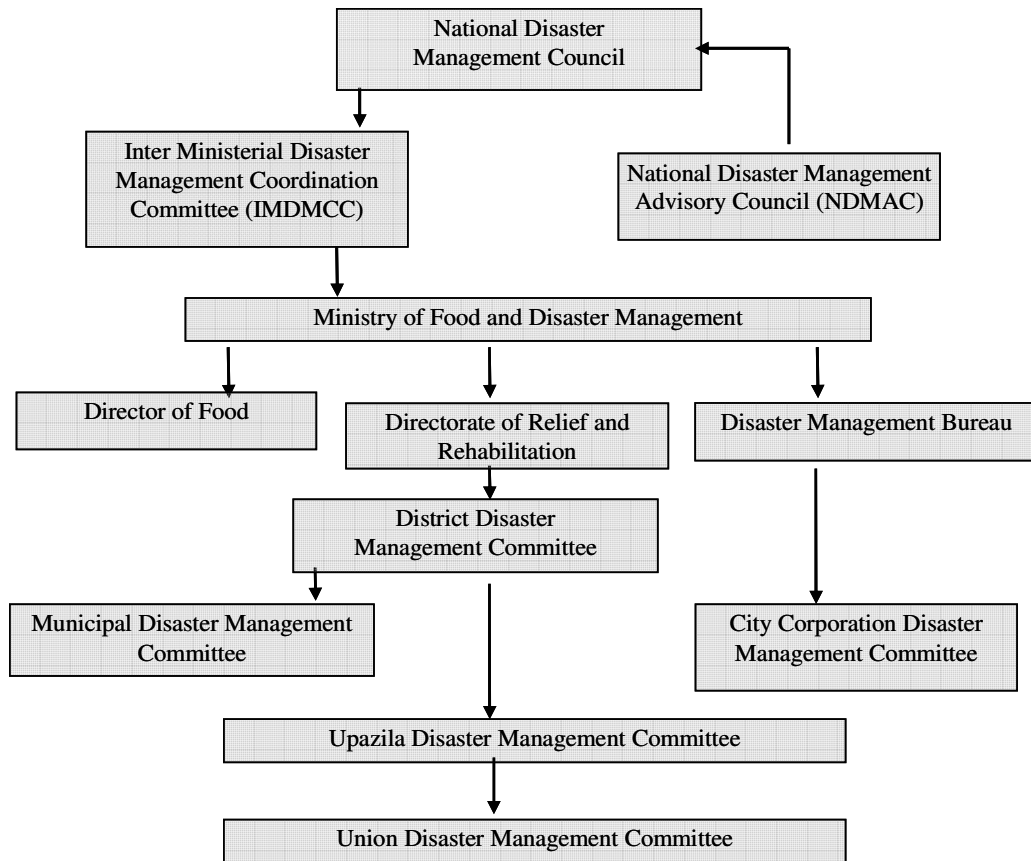 National Disaster
Management Council
Inter Ministerial Disaster
Management Coordination
Committee (IMDMCC)
National Disaster Management
Advisory Council (NDMAC)
Ministry of Food and Disaster Management
Director of Food
Directorate of Relief and
Rehabilitation
Disaster Management Bureau
District Disaster
Management Committee
Municipal Disaster Management
Committee
City Corporation Disaster
Management Committee
Upazila Disaster Management Committee
Union Disaster Management Committee